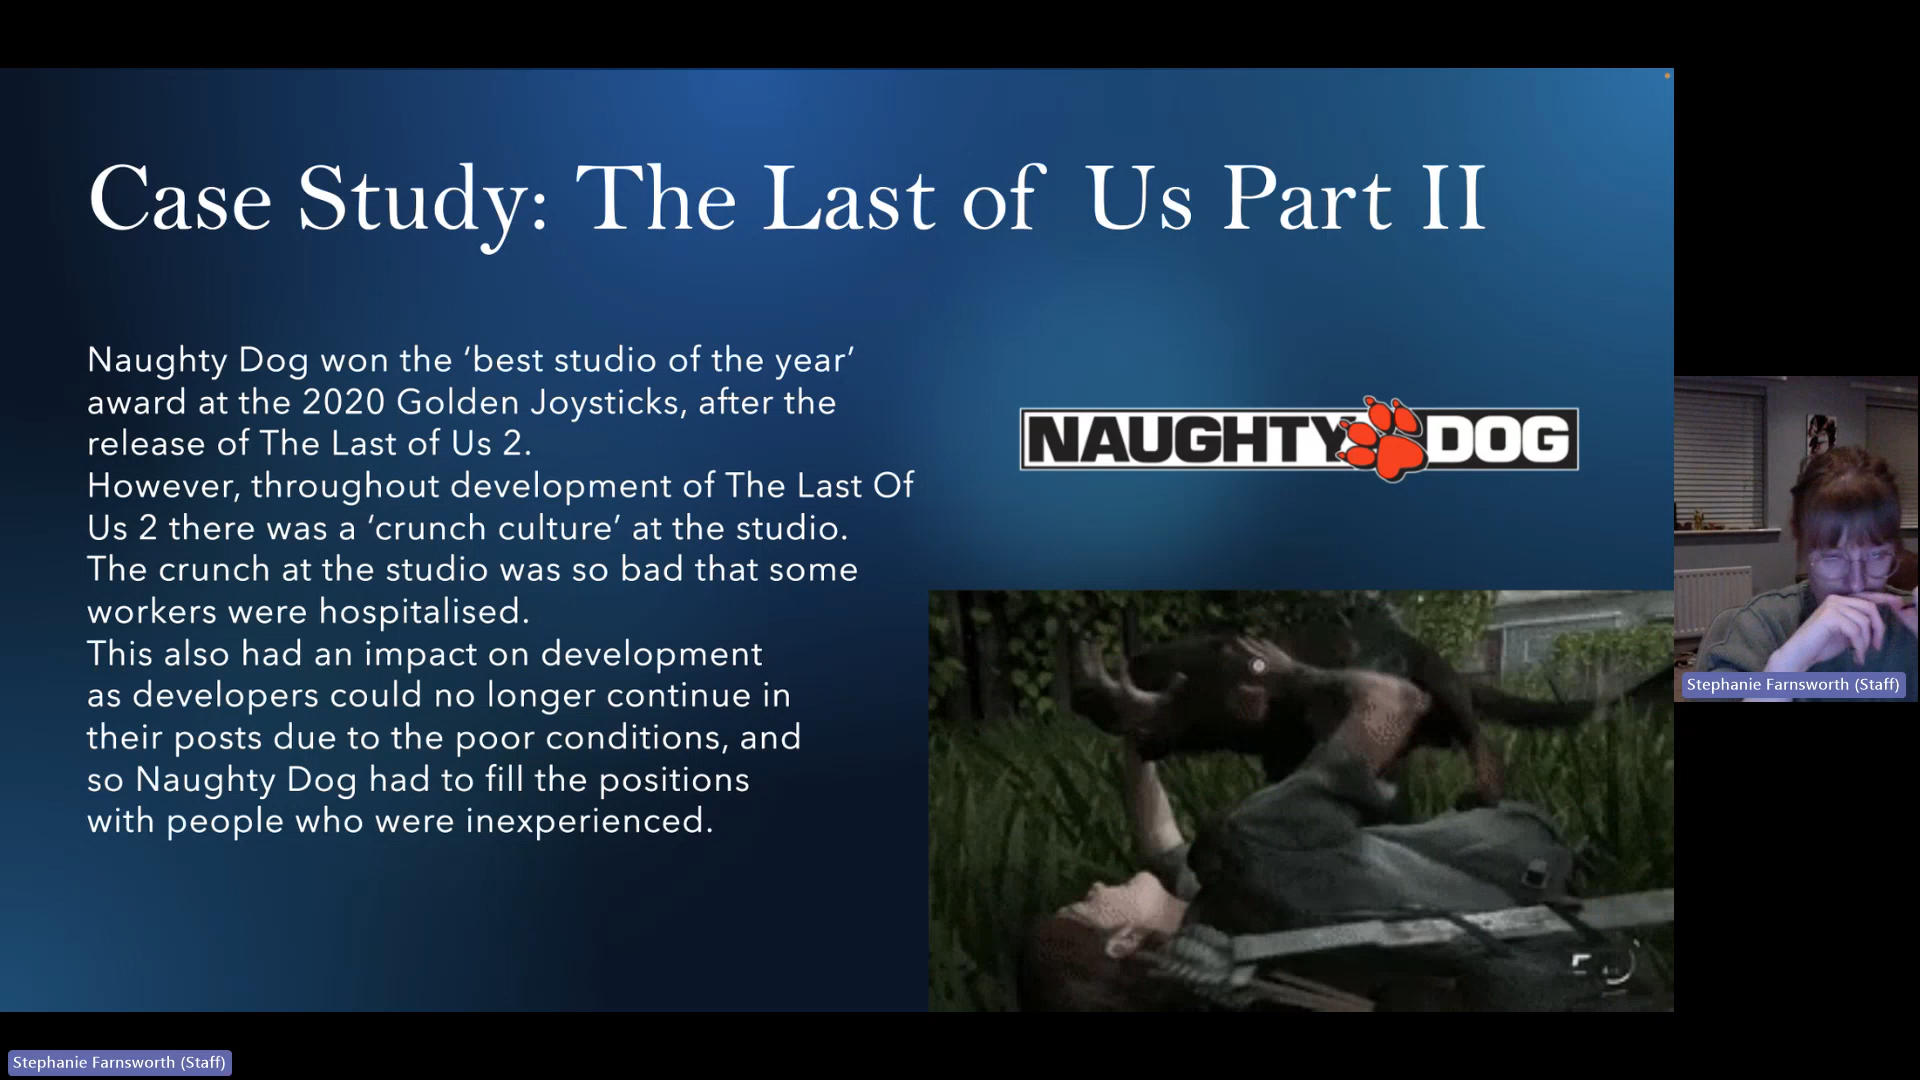 Case Study: The Last of Us Part II
Naughty Dog won the ‘best studio of the year’
award at the 2020 Golden Joysticks, after the
release of The Last of Us 2.
However, throughout development of The Last Of
Us 2 there was a ‘crunch culture’ at the studio.
The crunch at the studio was so bad that some
workers were hospitalised.
This also had an impact on development
as developers could no longer continue in
their posts due to the poor conditions, and
so Naughty Dog had to fill the positions
with people who were inexperienced.
NAUGHTY DOG
Stephanie Farnsworth (Staff)
Stephanie Farnsworth (Staff)